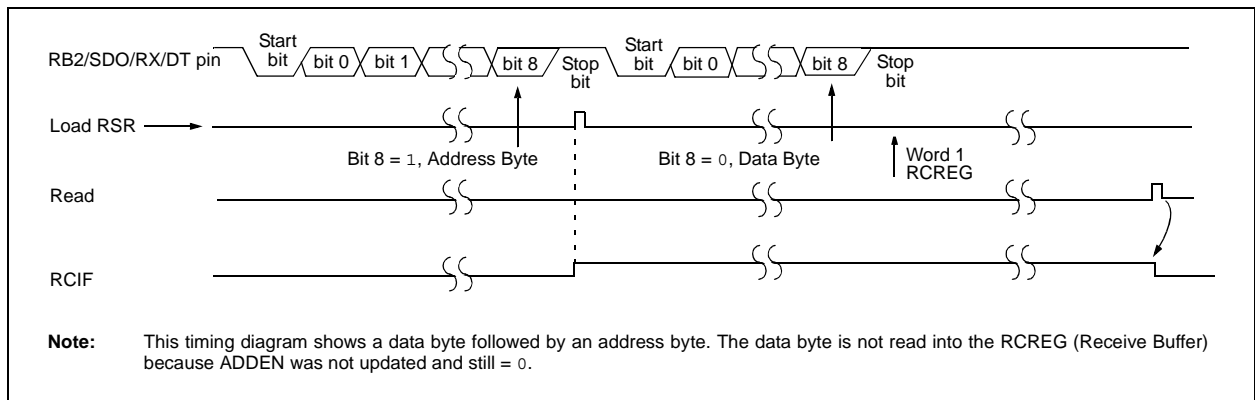 RB2/SDO/RX/DT pin
Start bit
bit 0
bit 1
bit 8
Stop bit
Start bit
bit 0
bit 8
Stop bit
Load RSR
Bit 8 = 1, Address Byte
Bit 8 = 0, Data Byte
Word 1
RCREG
Read
RCIF
Note: This timing diagram shows a data byte followed by an address byte. The data byte is not read into the RCREG (Receive Buffer)
because ADDEN was not updated and still = 0.